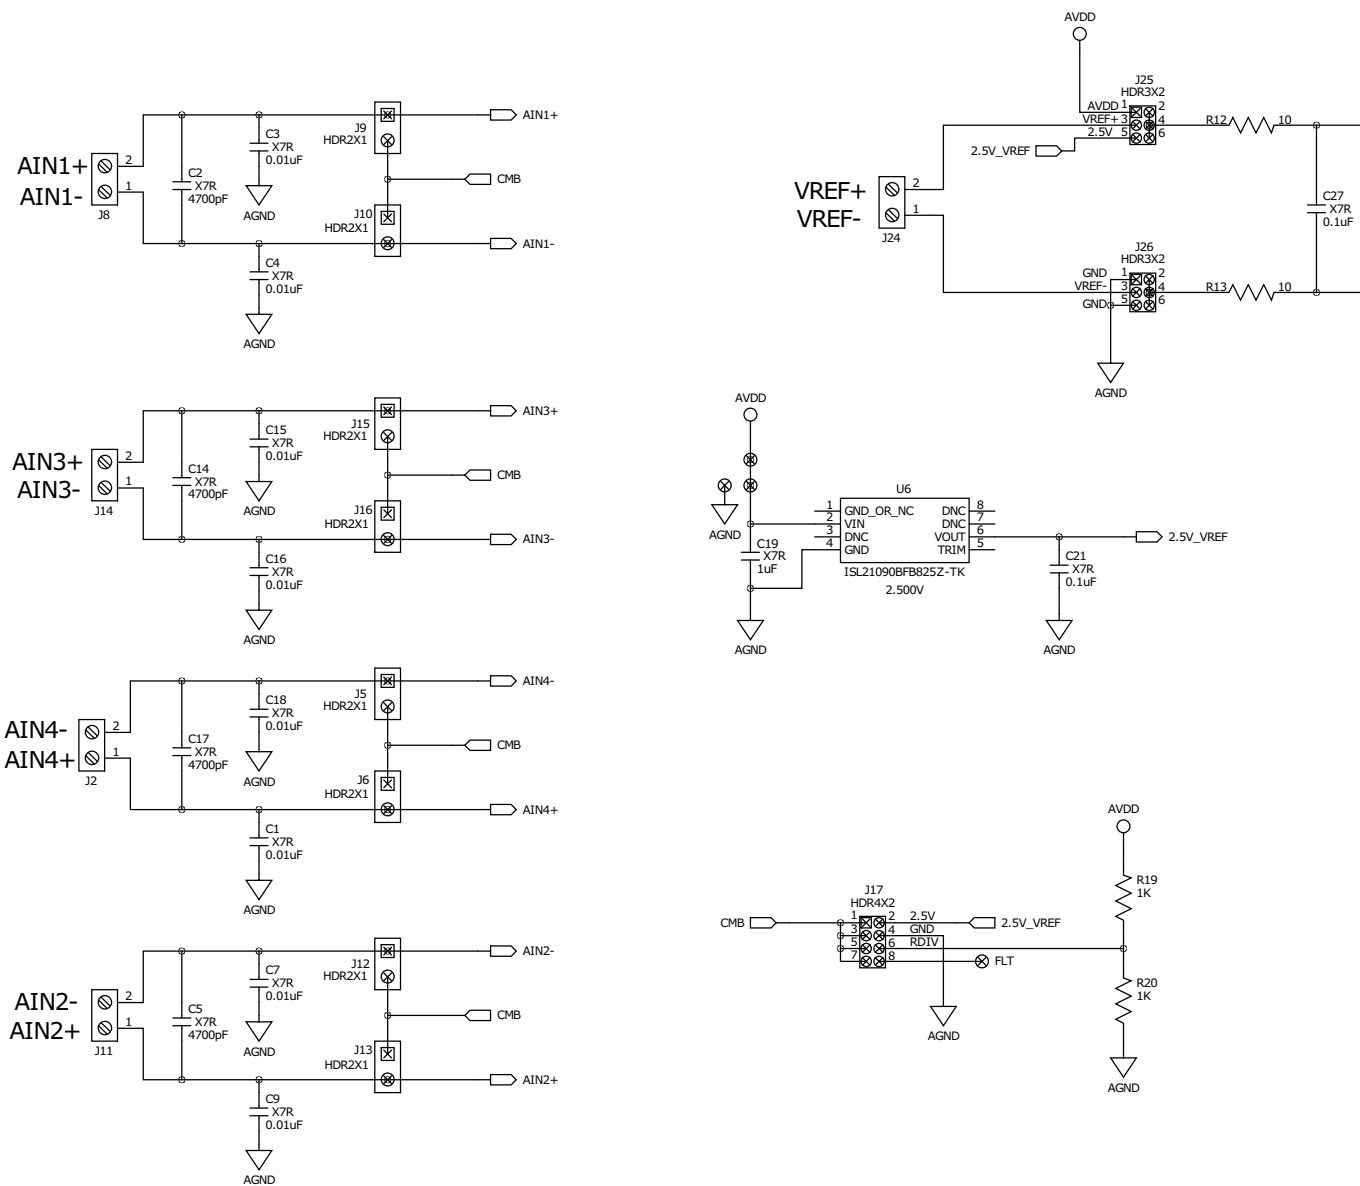 AIN1+
AIN1-
2
1
J8
C2
X7R
4700pF
C3
X7R
0.01uF
AGND
C4
X7R
0.01uF
AGND
J9
HDR2X1
J10
HDR2X1
AIN1+
CMB
AIN1-
AIN3+
AIN3-
2
1
J14
C14
X7R
4700pF
C15
X7R
0.01uF
AGND
C16
X7R
0.01uF
AGND
J15
HDR2X1
J16
HDR2X1
AIN3+
CMB
AIN3-
AIN4-
AIN4+
2
1
J2
C17
X7R
4700pF
C18
X7R
0.01uF
AGND
C1
X7R
0.01uF
AGND
J5
HDR2X1
J6
HDR2X1
AIN4-
CMB
AIN4+
AIN2-
AIN2+
2
1
J11
C5
X7R
4700pF
C7
X7R
0.01uF
AGND
C9
X7R
0.01uF
AGND
J12
HDR2X1
J13
HDR2X1
AIN2-
CMB
AIN2+
AVDD
J25
HDR3X2
AVDD 1 2
VREF+ 3 4
2.5V 5 6
2.5V_VREF
R12 10
VREF+
VREF-
2
1
J24
C27
X7R
0.1uF
J26
HDR3X2
GND 1 2
VREF- 3 4
GND 5 6
R13 10
AGND
AVDD
AGND
C19
X7R
1uF
AGND
U6
1 GND_OR_NC DNC 8
2 VIN DNC 7
3 DNC VOUT 6
4 GND TRIM 5
ISL21090BFB825Z-TK
2.500V
2.5V_VREF
C21
X7R
0.1uF
AGND
AVDD
R19
1K
R20
1K
AGND
J17
HDR4X2
CMB
1 2 2.5V
3 4 GND
5 6 RDIV
7 8
2.5V_VREF
FLT
AGND